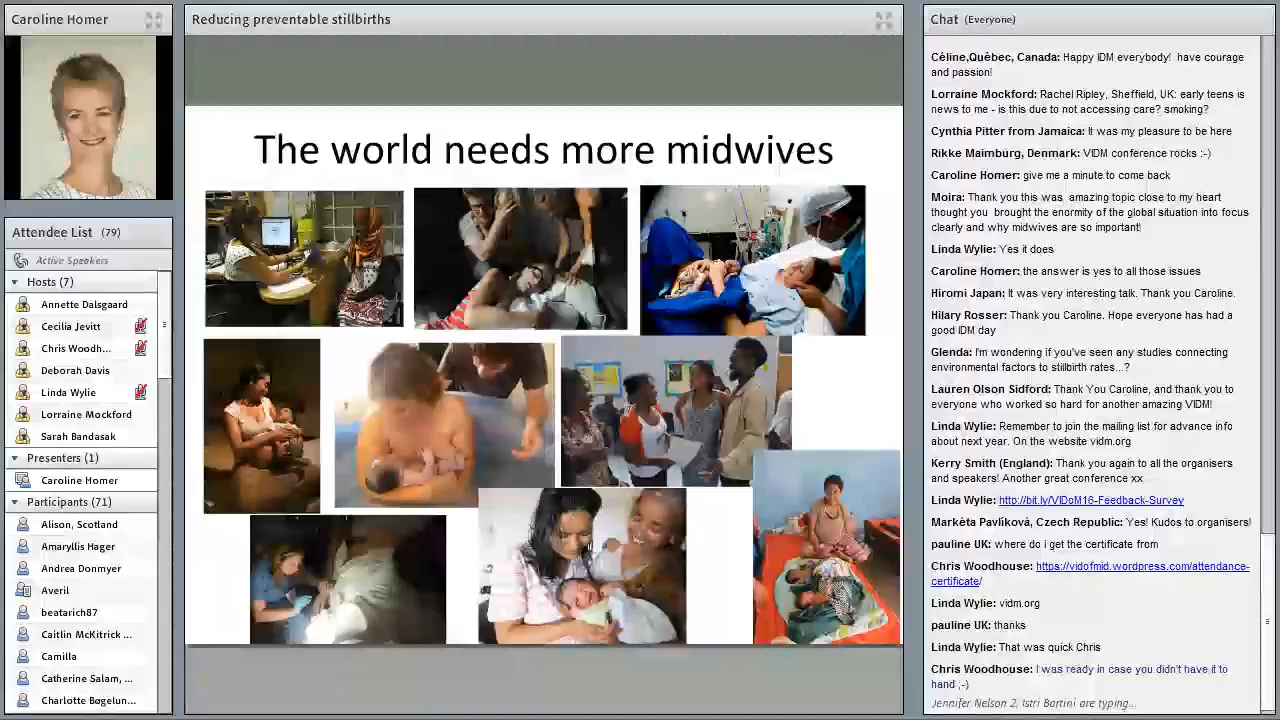 Caroline Homer
Attendee List (79)
Active Speakers
Hosts (7)
Annette Dalsgaard
Cecilia Jevitt
Chris Woodh...
Deborah Davis
Linda Wylie
Lorraine Mockford
Sarah Bandasak
Presenters (1)
Caroline Homer
Participants (71)
Alison, Scotland
Amaryllis Hager
Andrea Donmyer
Averil
beatarich87
Caitlin McKitrick ...
Camilla
Catherine Salam, ...
Charlotte Bøgelun...
Reducing preventable stillbirths
The world needs more midwives
Chat (Everyone)
Céline,Québec, Canada: Happy IDM everybody! have courage
and passion!
Lorraine Mockford: Rachel Ripley, Sheffield, UK: early teens is
news to me - is this due to not accessing care? smoking?
Cynthia Pitter from Jamaica: It was my pleasure to be here
Rikke Maimburg, Denmark: VIDM conference rocks :-)
Caroline Homer: give me a minute to come back
Moira: Thank you this was amazing topic close to my heart
thought you brought the enormity of the global situation into focus
clearly and why midwives are so important!
Linda Wylie: Yes it does
Caroline Homer: the answer is yes to all those issues
Hiromi Japan: It was very interesting talk. Thank you Caroline.
Hilary Rosser: Thank you Caroline. Hope everyone has had a
good IDM day
Glenda: I'm wondering if you've seen any studies connecting
environmental factors to stillbirth rates...?
Lauren Olson Sidford: Thank You Caroline, and thank you to
everyone who worked so hard for another amazing VIDM!
Linda Wylie: Remember to join the mailing list for advance info
about next year. On the website vidm.org
Kerry Smith (England): Thank you again to all the organisers
and speakers! Another great conference xx
Linda Wylie: http://bit.ly/VIDoM16-Feedback-Survey
Markéta Pavlíková, Czech Republic: Yes! Kudos to organisers!
pauline UK: where do i get the certificate from
Chris Woodhouse: https://vidofmid.wordpress.com/attendance-
certificate/
Linda Wylie: vidm.org
pauline UK: thanks
Linda Wylie: That was quick Chris
Chris Woodhouse: I was ready in case you didn't have it to
hand ;-)
Jennifer Nelson 2, Istri Bartini are typing...